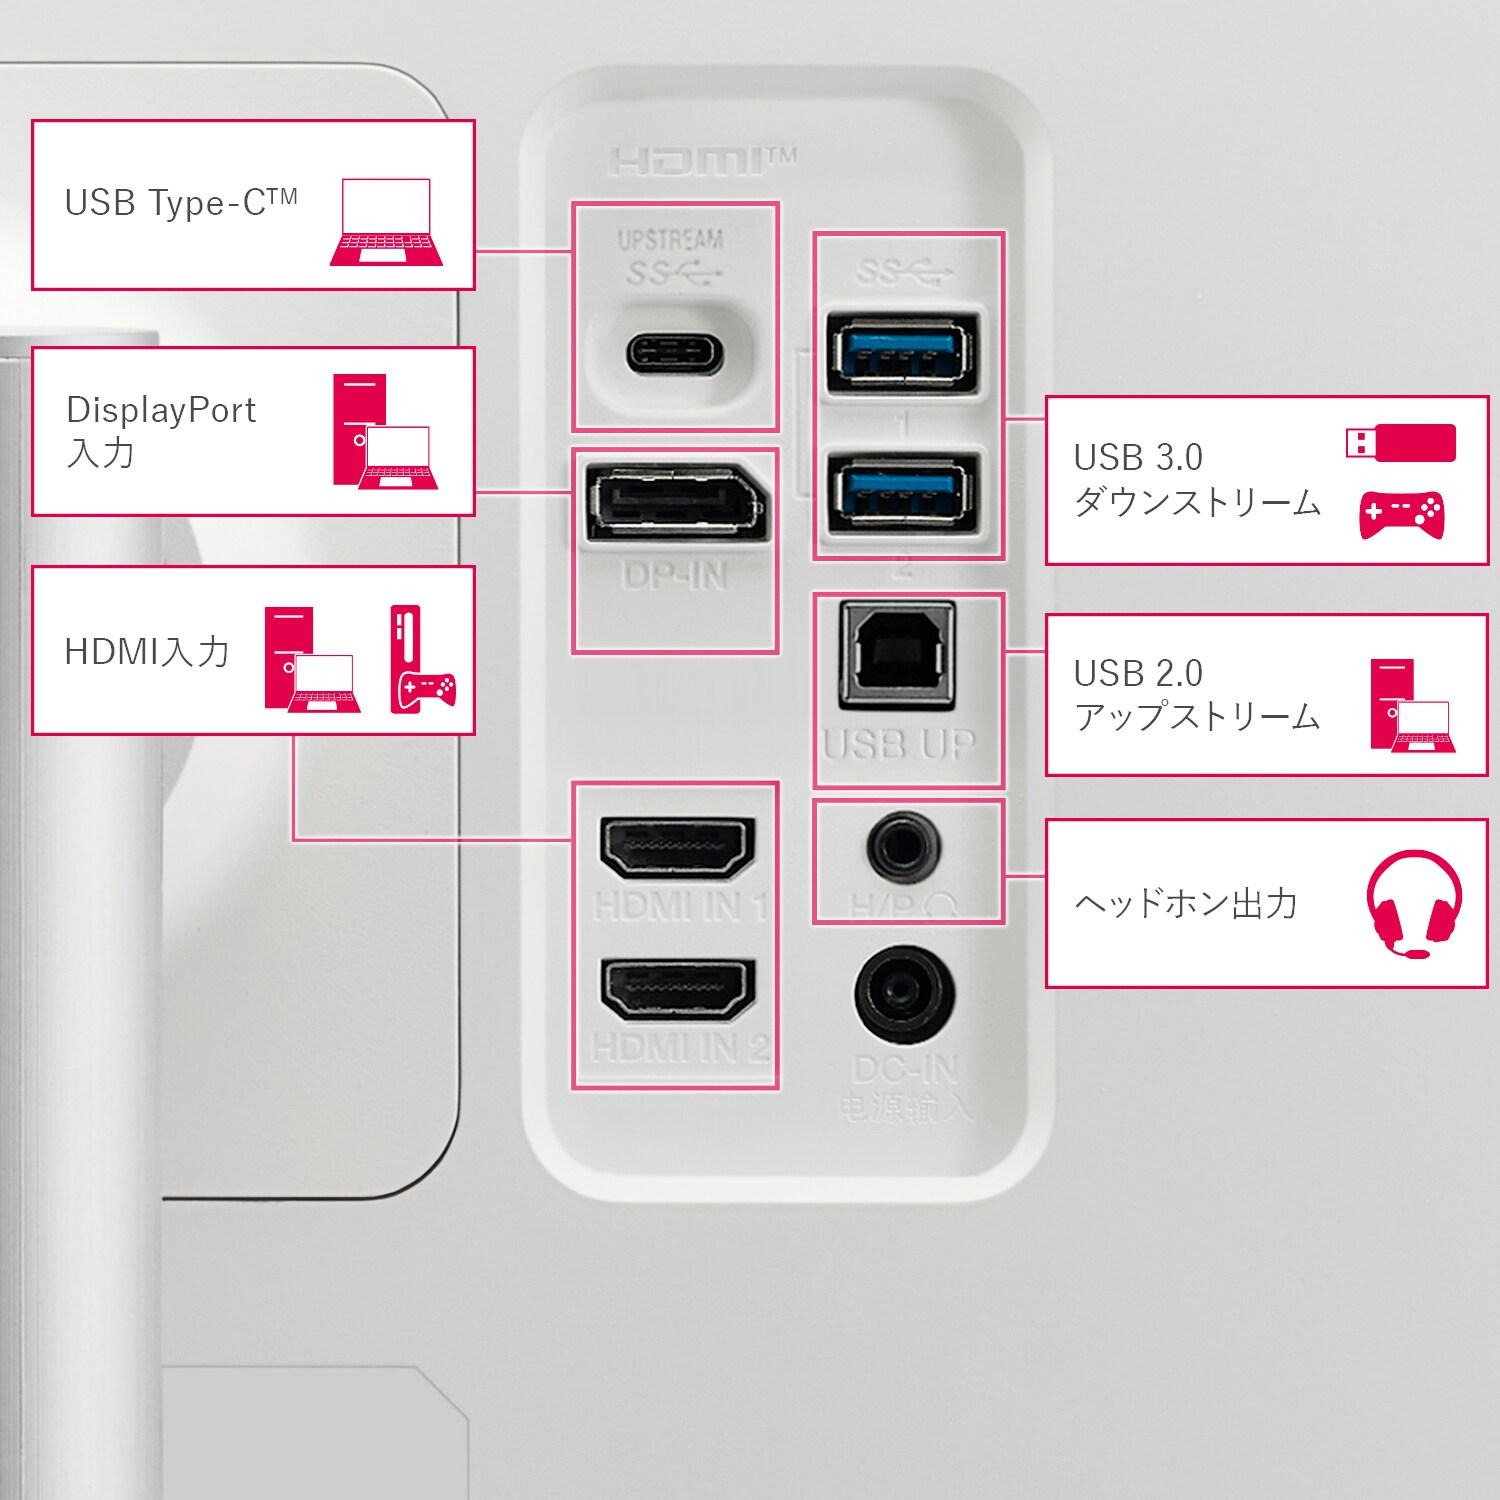 USB Type-C™
DisplayPort
入力
HDMI入力
HDMI™
UPSTREAM
SS
DP-IN
HDMI IN 1
HDMI IN 2
SS
1
2
USB UP
H/P
DC-IN
电源输入
USB 3.0
ダウンストリーム
USB 2.0
アップストリーム
ヘッドホン出力